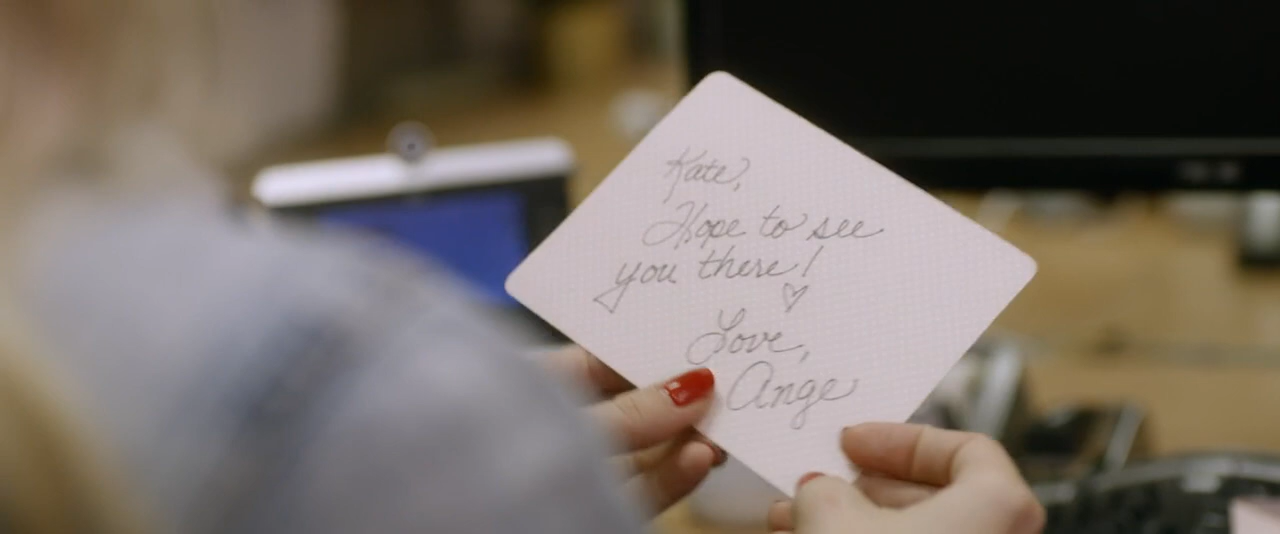 Kate,
Hope to see
you there!
♡
Love,
Ange